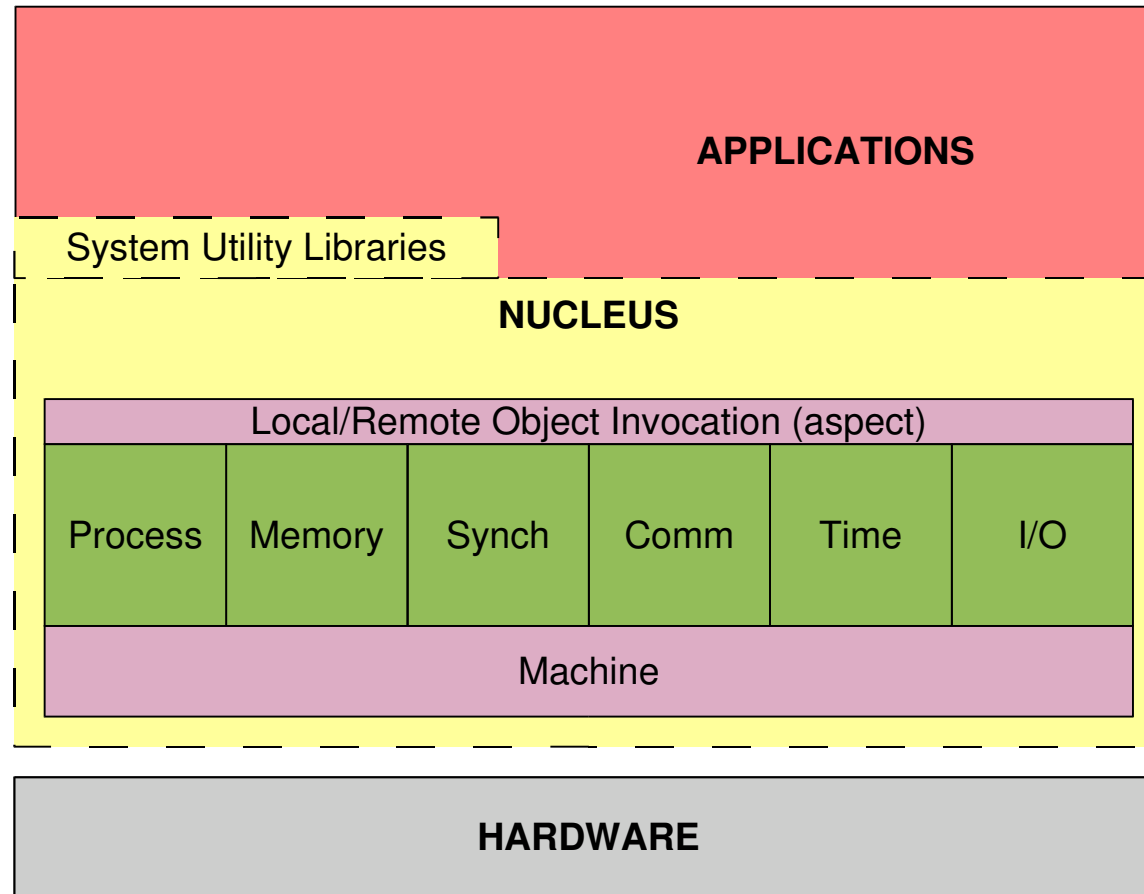 APPLICATIONS
System Utility Libraries
NUCLEUS
Local/Remote Object Invocation (aspect)
Process Memory Synch Comm Time I/O
Machine
HARDWARE